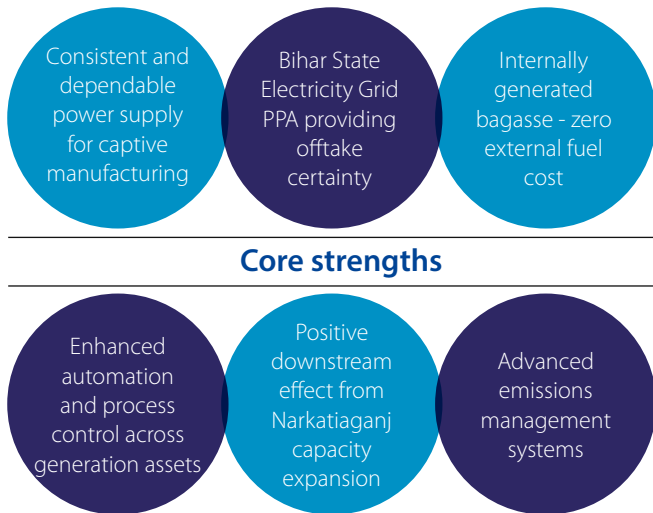 Consistent and
dependable
power supply
for captive
manufacturing
Bihar State
Electricity Grid
PPA providing
offtake
certainty
Internally
generated
bagasse - zero
external fuel
cost
Core strengths
Enhanced
automation
and process
control across
generation assets
Positive
downstream
effect from
Narkatiaganj
capacity
expansion
Advanced
emissions
management
systems